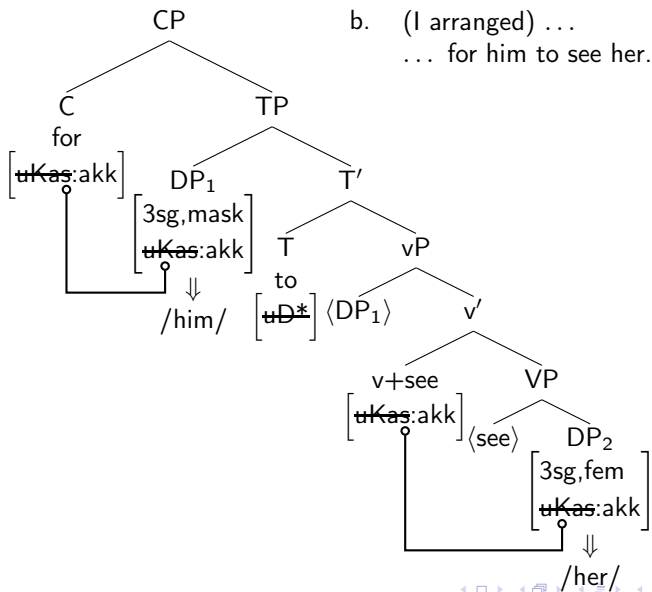 CP
b. (I arranged) …
… for him to see her.
C
TP
for
[uKas:akk]
DP₁
T′
[3sg,mask
uKas:akk]
T
vP
to
[uD*]
⟨DP₁⟩
v′
⇓
/him/
v+see
VP
[uKas:akk]
⟨see⟩
DP₂
[3sg,fem
uKas:akk]
⇓
/her/